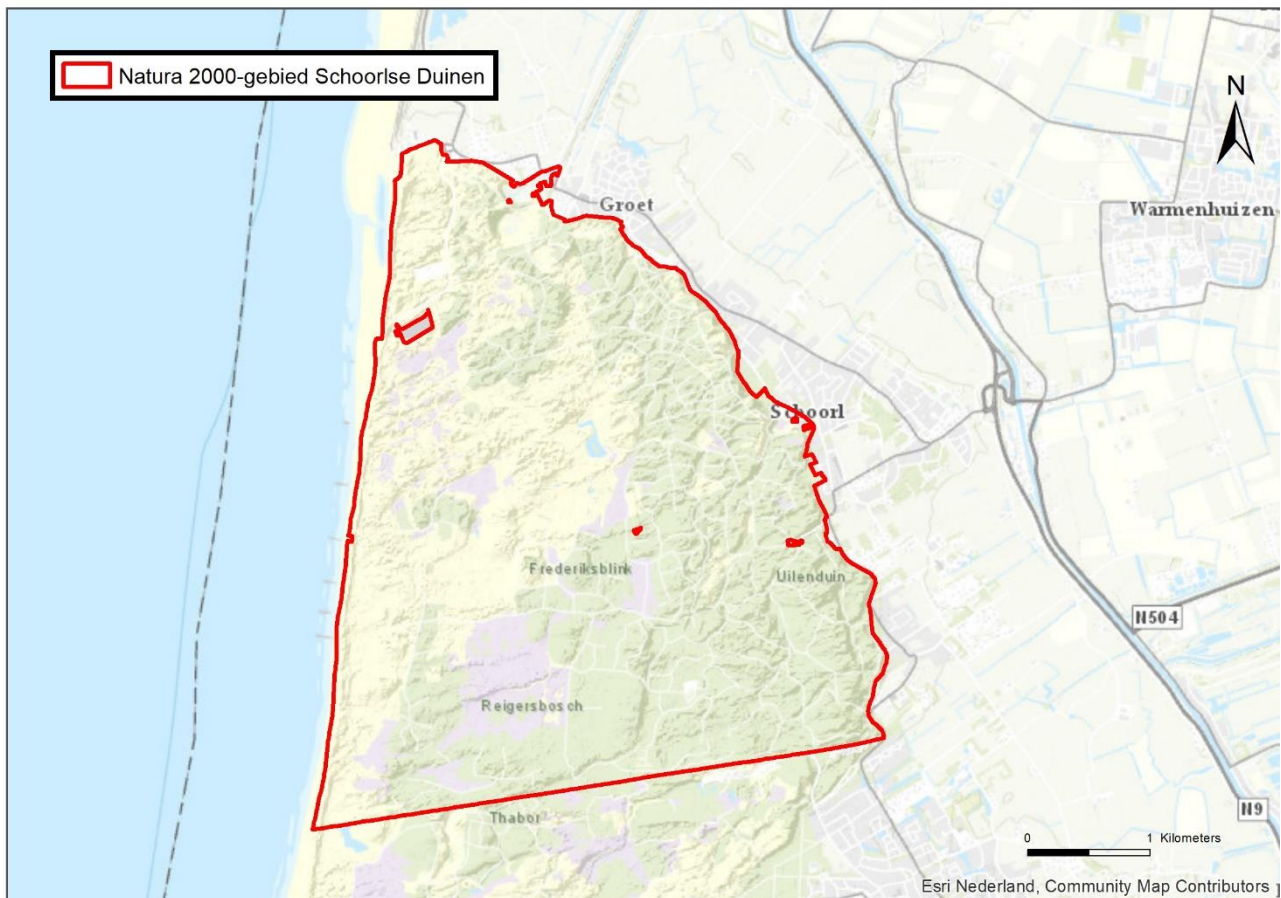 Natura 2000-gebied Schoorlse Duinen
N
Groet
Warmenhuizen
Schoorl
Frederiksblink
Uilenduin
N504
Reigersbosch
Thabor
N9
0 1 Kilometers
Esri Nederland, Community Map Contributors